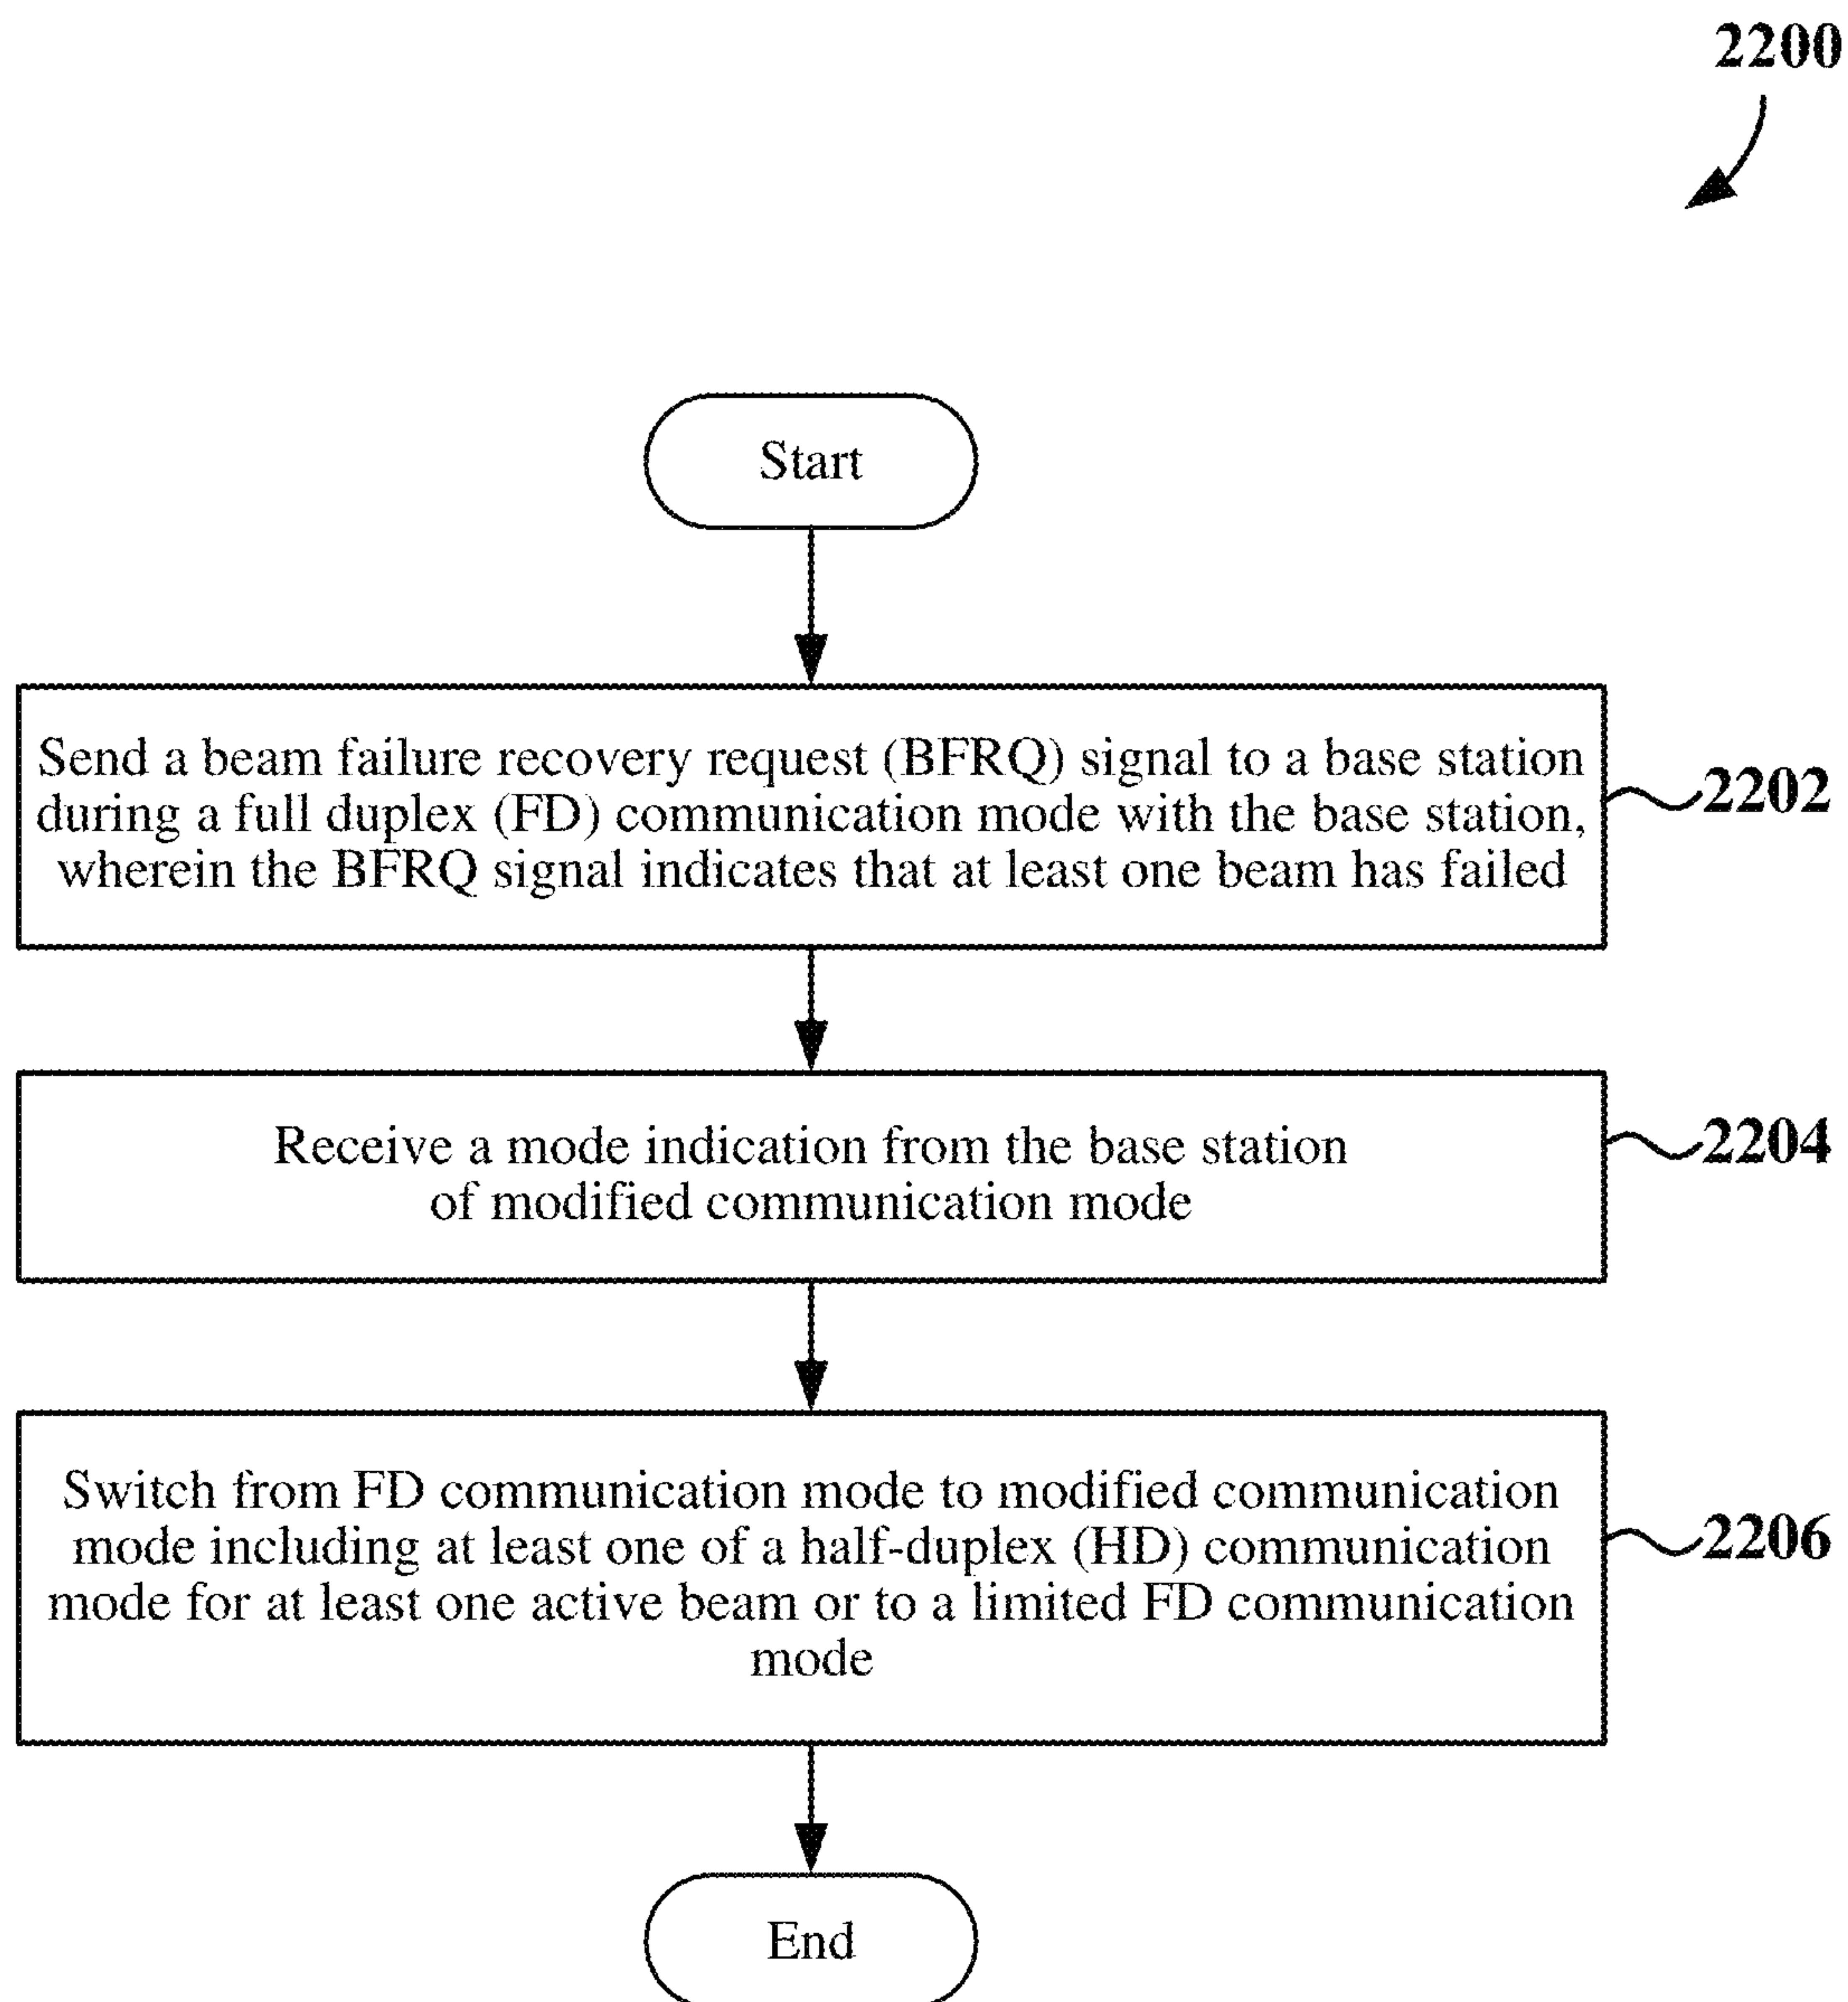 2200
Start
Send a beam failure recovery request (BFRQ) signal to a base station
during a full duplex (FD) communication mode with the base station,
wherein the BFRQ signal indicates that at least one beam has failed
2202
Receive a mode indication from the base station
of modified communication mode
2204
Switch from FD communication mode to modified communication
mode including at least one of a half-duplex (HD) communication
mode for at least one active beam or to a limited FD communication
mode
2206
End